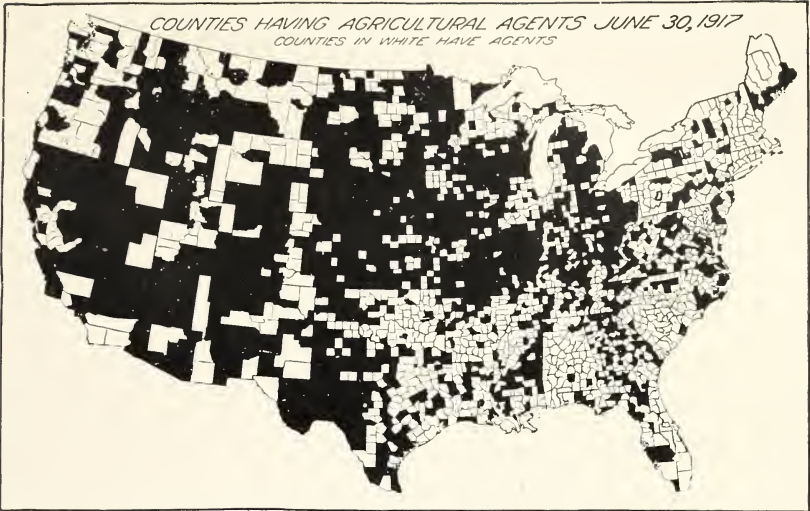 COUNTIES HAVING AGRICULTURAL AGENTS JUNE 30, 1917
COUNTIES IN WHITE HAVE AGENTS